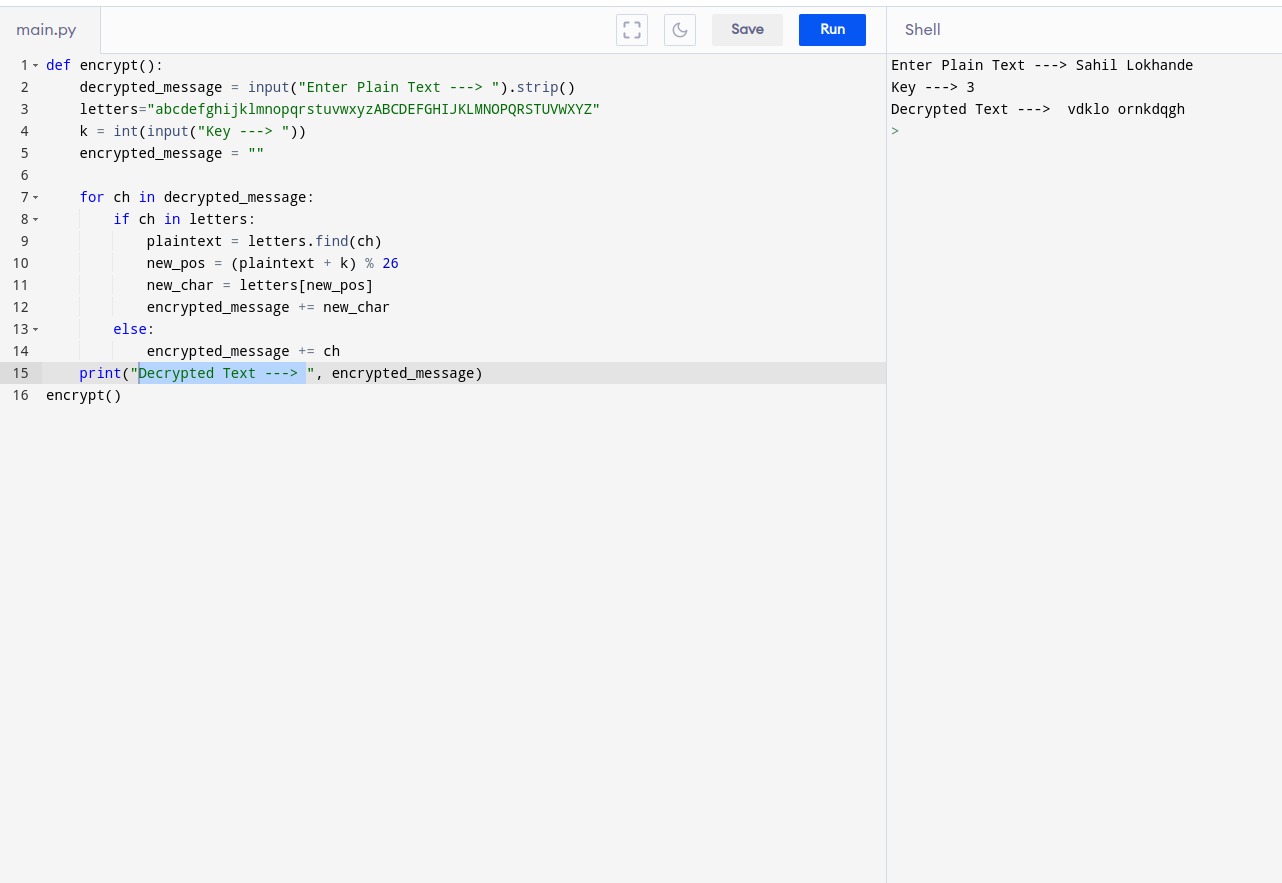 main.py
Save
Run
Shell
1 def encrypt():
2     decrypted_message = input("Enter Plain Text ---> ").strip()
3     letters="abcdefghijklmnopqrstuvwxyzABCDEFGHIJKLMNOPQRSTUVWXYZ"
4     k = int(input("Key ---> "))
5     encrypted_message = ""
6
7     for ch in decrypted_message:
8         if ch in letters:
9             plaintext = letters.find(ch)
10             new_pos = (plaintext + k) % 26
11             new_char = letters[new_pos]
12             encrypted_message += new_char
13         else:
14             encrypted_message += ch
15     print("Decrypted Text ---> ", encrypted_message)
16 encrypt()
Enter Plain Text ---> Sahil Lokhande
Key ---> 3
Decrypted Text --->  vdklo ornkdqgh
>